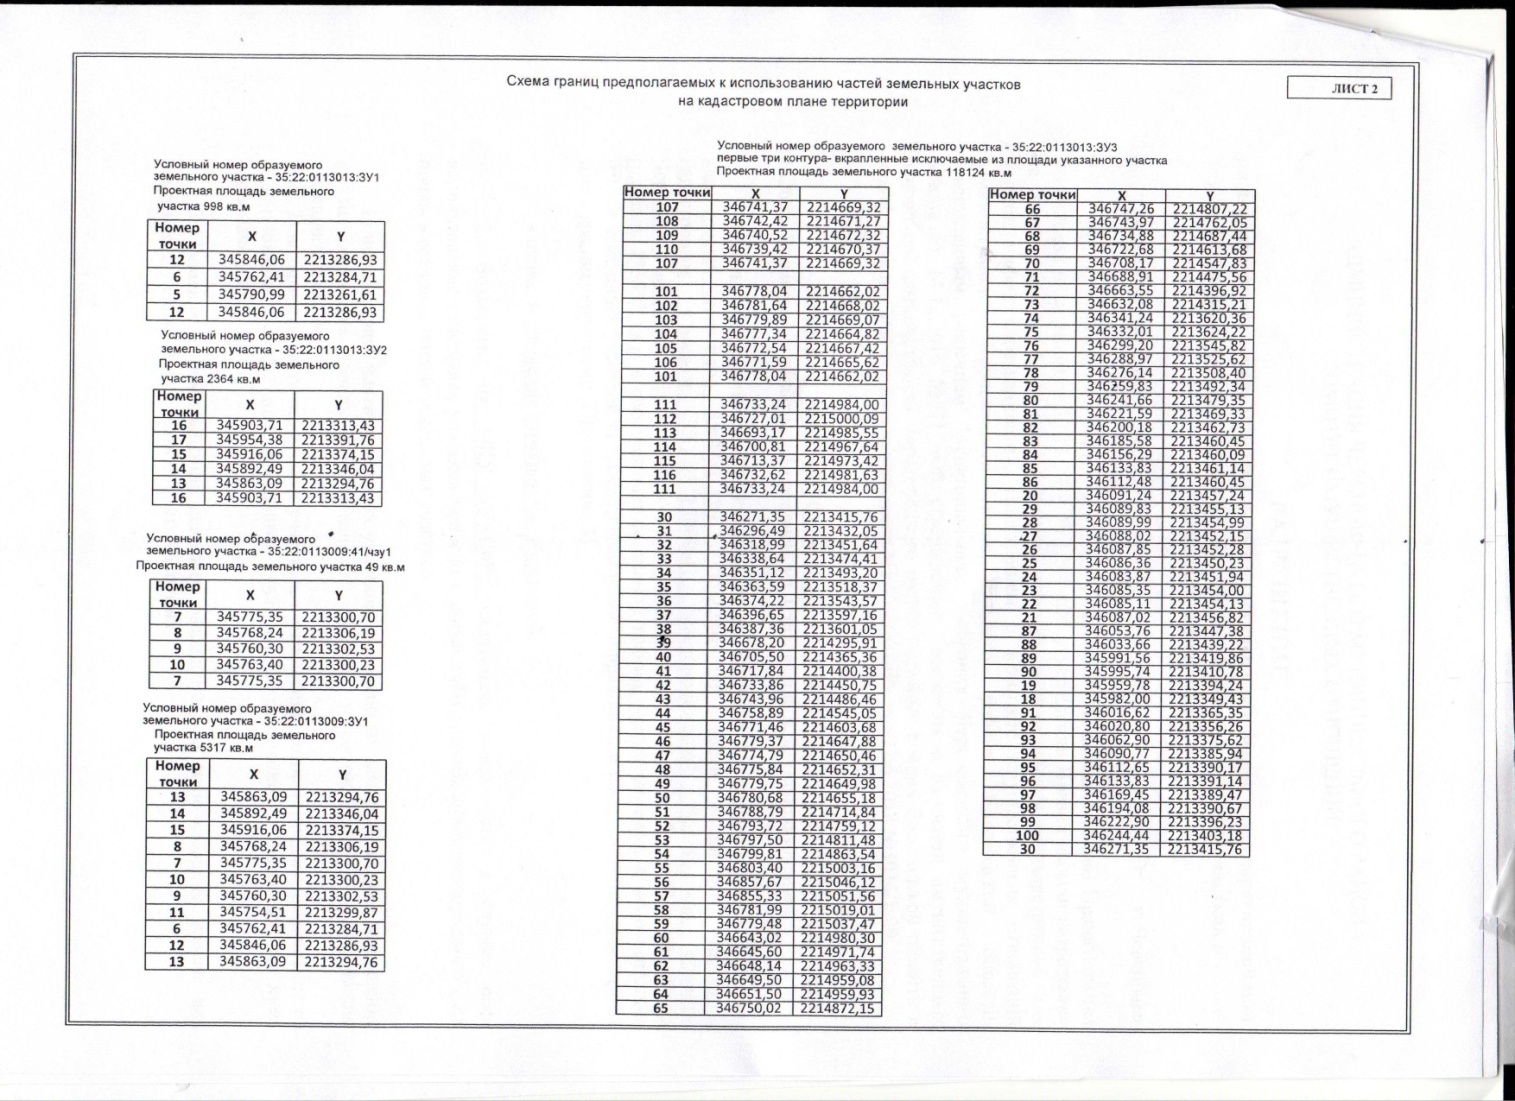 Схема границ предполагаемых к использованию частей земельных участков
на кадастровом плане территории
ЛИСТ 2
Условный номер образуемого
земельного участка - 35:22:0113013:ЗУ1
Проектная площадь земельного
участка 998 кв.м
Номер точки X Y
12 345846,06 2213286,93
6 345762,41 2213284,71
5 345790,99 2213261,61
12 345846,06 2213286,93
Условный номер образуемого
земельного участка - 35:22:0113013:ЗУ2
Проектная площадь земельного
участка 2364 кв.м
Номер точки X Y
16 345903,71 2213313,43
17 345954,38 2213391,76
15 345916,06 2213374,15
14 345892,49 2213346,04
13 345863,09 2213294,76
16 345903,71 2213313,43
Условный номер образуемого
земельного участка - 35:22:0113009:41/чзу1
Проектная площадь земельного участка 49 кв.м
Номер точки X Y
7 345775,35 2213300,70
8 345768,24 2213306,19
9 345760,30 2213302,53
10 345763,40 2213300,23
7 345775,35 2213300,70
Условный номер образуемого
земельного участка - 35:22:0113009:ЗУ1
Проектная площадь земельного
участка 5317 кв.м
Номер точки X Y
13 345863,09 2213294,76
14 345892,49 2213346,04
15 345916,06 2213374,15
8 345768,24 2213306,19
7 345775,35 2213300,70
10 345763,40 2213300,23
9 345760,30 2213302,53
11 345754,51 2213299,87
6 345762,41 2213284,71
12 345846,06 2213286,93
13 345863,09 2213294,76
Условный номер образуемого земельного участка - 35:22:0113013:ЗУ3
первые три контура- вкрапленные исключаемые из площади указанного участка
Проектная площадь земельного участка 118124 кв.м
Номер точки X Y
107 346741,37 2214669,32
108 346742,42 2214671,27
109 346740,52 2214672,32
110 346739,42 2214670,37
107 346741,37 2214669,32
101 346778,04 2214662,02
102 346781,64 2214668,02
103 346779,89 2214669,07
104 346777,34 2214664,82
105 346772,54 2214667,42
106 346771,59 2214665,62
101 346778,04 2214662,02
111 346733,24 2214984,00
112 346727,01 2215000,09
113 346693,17 2214985,55
114 346700,81 2214967,64
115 346713,37 2214973,42
116 346732,62 2214981,63
111 346733,24 2214984,00
30 346271,35 2213415,76
31 346296,49 2213432,05
32 346318,99 2213451,64
33 346338,64 2213474,41
34 346351,12 2213493,20
35 346363,59 2213518,37
36 346374,22 2213543,57
37 346396,65 2213597,16
38 346387,36 2213601,05
39 346678,20 2214295,91
40 346705,50 2214365,36
41 346717,84 2214400,38
42 346733,86 2214450,75
43 346743,96 2214486,46
44 346758,89 2214545,05
45 346771,46 2214603,68
46 346779,37 2214647,88
47 346774,79 2214650,46
48 346775,84 2214652,31
49 346779,75 2214649,98
50 346780,68 2214655,18
51 346788,79 2214714,84
52 346793,72 2214759,12
53 346797,50 2214811,48
54 346799,81 2214863,54
55 346803,40 2215003,16
56 346857,67 2215046,12
57 346855,33 2215051,56
58 346781,99 2215019,01
59 346779,48 2215037,47
60 346643,02 2214980,30
61 346645,60 2214971,74
62 346648,14 2214963,33
63 346649,50 2214959,08
64 346651,50 2214959,93
65 346750,02 2214872,15
Номер точки X Y
66 346747,26 2214807,22
67 346743,97 2214762,05
68 346734,88 2214687,44
69 346722,68 2214613,68
70 346708,17 2214547,83
71 346688,91 2214475,56
72 346663,55 2214396,92
73 346632,08 2214315,21
74 346341,24 2213620,36
75 346332,01 2213624,22
76 346299,20 2213545,82
77 346288,97 2213525,62
78 346276,14 2213508,40
79 346259,83 2213492,34
80 346241,66 2213479,35
81 346221,59 2213469,33
82 346200,18 2213462,73
83 346185,58 2213460,45
84 346156,29 2213460,09
85 346133,83 2213461,14
86 346112,48 2213460,45
20 346091,24 2213457,24
29 346089,83 2213455,13
28 346089,99 2213454,99
27 346088,02 2213452,15
26 346087,85 2213452,28
25 346086,36 2213450,23
24 346083,87 2213451,94
23 346085,35 2213454,00
22 346085,11 2213454,13
21 346087,02 2213456,82
87 346053,76 2213447,38
88 346033,66 2213439,22
89 345991,56 2213419,86
90 345995,74 2213410,78
19 345959,78 2213394,24
18 345982,00 2213349,43
91 346016,62 2213365,35
92 346020,80 2213356,26
93 346062,90 2213375,62
94 346090,77 2213385,94
95 346112,65 2213390,17
96 346133,83 2213391,14
97 346169,45 2213389,47
98 346194,08 2213390,67
99 346222,90 2213396,23
100 346244,44 2213403,18
30 346271,35 2213415,76